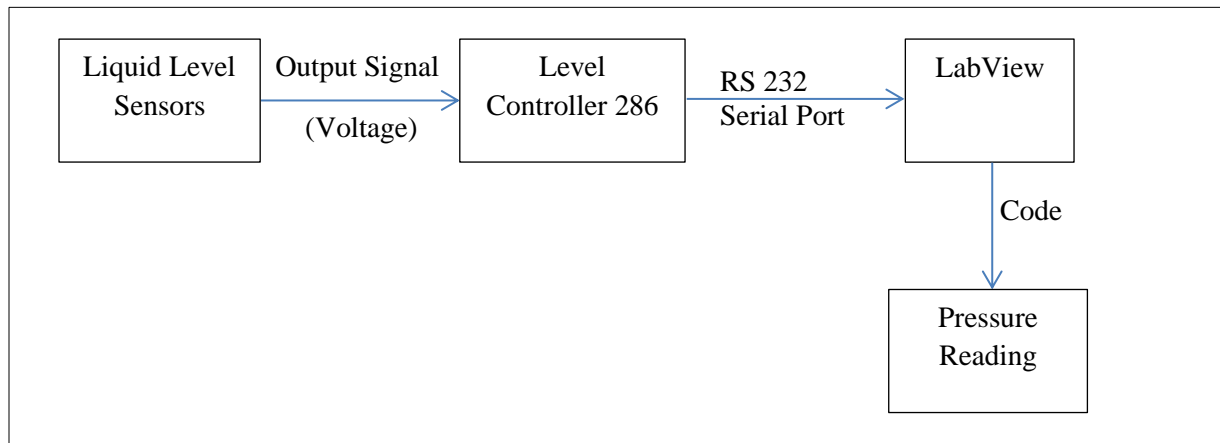 Liquid Level
Sensors
Output Signal
(Voltage)
Level
Controller 286
RS 232
Serial Port
LabView
Code
Pressure
Reading